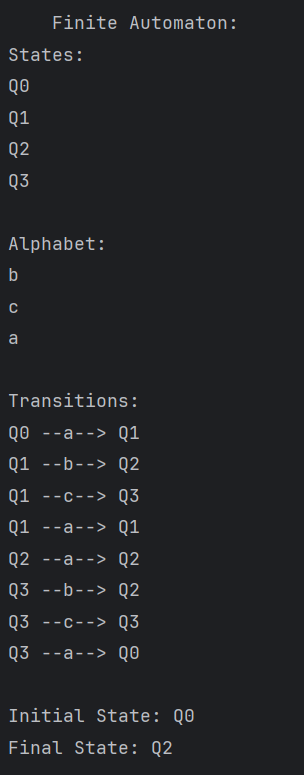 Finite Automaton:
States:
Q0
Q1
Q2
Q3
Alphabet:
b
c
a
Transitions:
Q0 --a--> Q1
Q1 --b--> Q2
Q1 --c--> Q3
Q1 --a--> Q1
Q2 --a--> Q2
Q3 --b--> Q2
Q3 --c--> Q3
Q3 --a--> Q0
Initial State: Q0
Final State: Q2